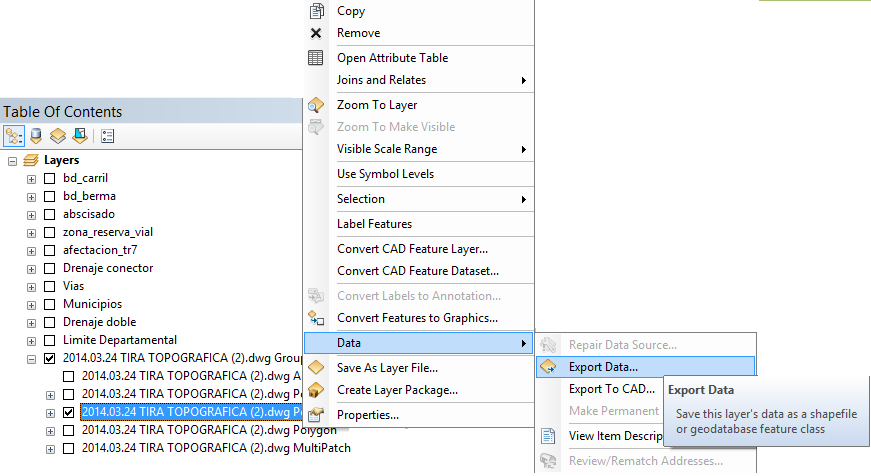 Copy
Remove
Open Attribute Table
Joins and Relates
Zoom To Layer
Zoom To Make Visible
Visible Scale Range
Use Symbol Levels
Selection
Label Features
Convert CAD Feature Layer...
Convert CAD Feature Dataset...
Convert Labels to Annotation...
Convert Features to Graphics...
Data
Save As Layer File...
Create Layer Package...
Properties...
Table Of Contents
Layers
bd_carril
bd_berma
abscisado
zona_reserva_vial
afectacion_tr7
Drenaje conector
Vias
Municipios
Drenaje doble
Limite Departamental
2014.03.24 TIRA TOPOGRAFICA (2).dwg Group
2014.03.24 TIRA TOPOGRAFICA (2).dwg A
2014.03.24 TIRA TOPOGRAFICA (2).dwg Po
2014.03.24 TIRA TOPOGRAFICA (2).dwg Po
2014.03.24 TIRA TOPOGRAFICA (2).dwg Polygon
2014.03.24 TIRA TOPOGRAFICA (2).dwg MultiPatch
Repair Data Source...
Export Data...
Export To CAD...
Make Permanent
View Item Descrip
Review/Rematch Addresses...
Export Data
Save this layer's data as a shapefile
or geodatabase feature class